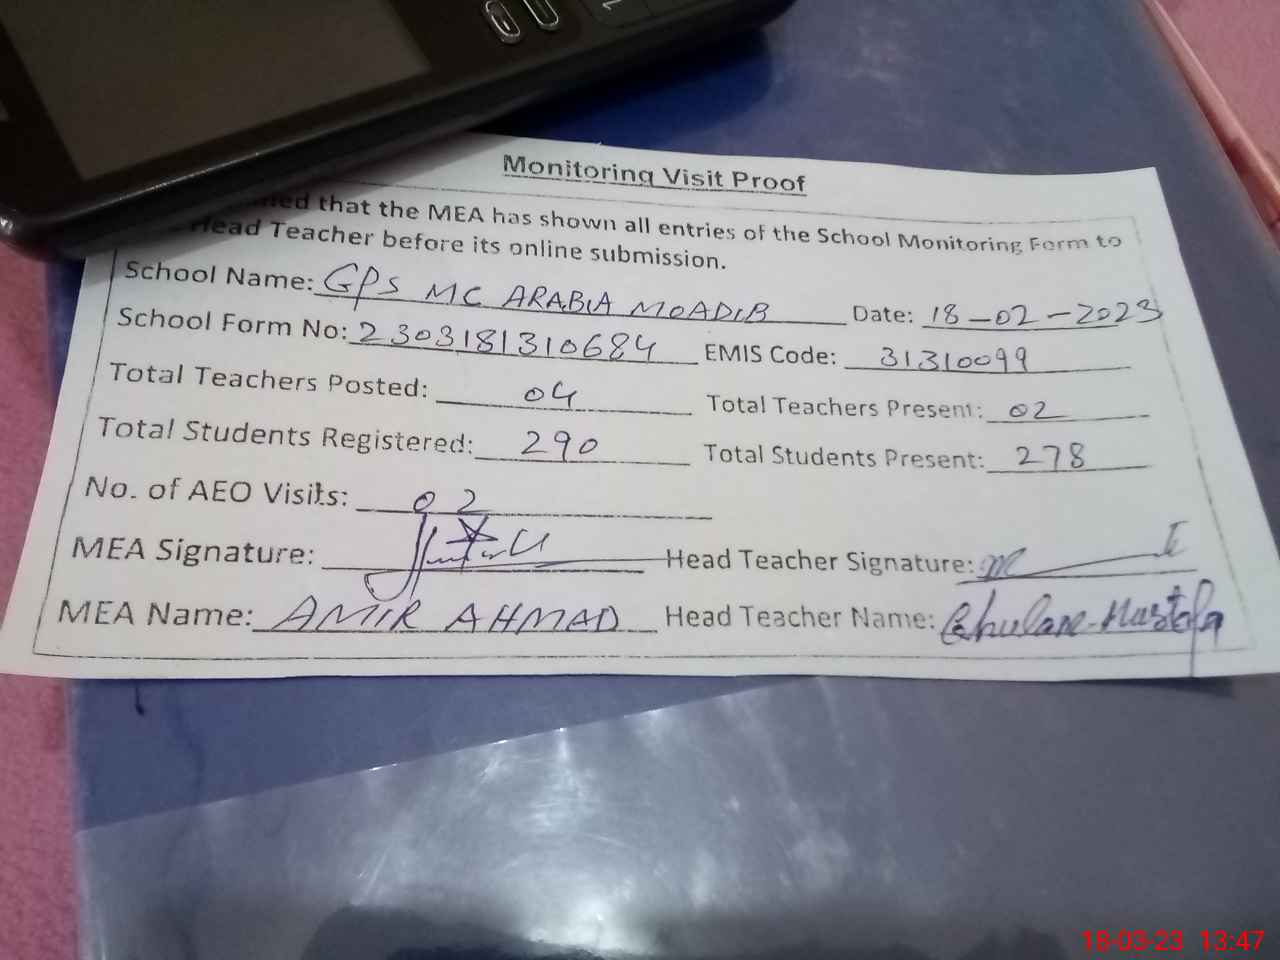 Monitoring Visit Proof
that the MEA has shown all entries of the School Monitoring Form to
Head Teacher before its online submission.
School Name: GPS MC ARABIA MOADIB Date: 18-02-2023
School Form No: 2303181310684 EMIS Code: 31310099
Total Teachers Posted: 04 Total Teachers Present: 02
Total Students Registered: 290 Total Students Present: 278
No. of AEO Visits: 02
MEA Signature: Head Teacher Signature:
MEA Name: AMIR AHMAD Head Teacher Name: Ghulam-Mustafa
18-03-23 13:47